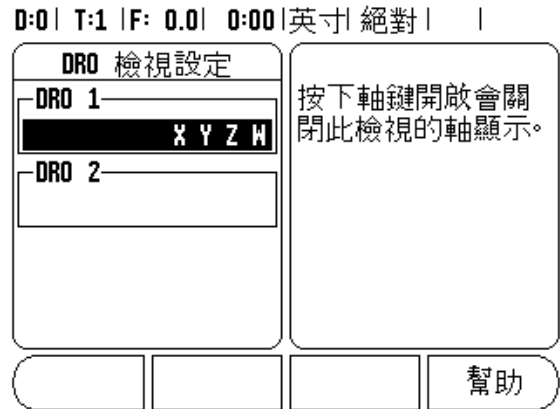 D:0| T:1 |F: 0.0| 0:00|英寸| 絕對| |
DRO 檢視設定
DRO 1
X Y Z W
DRO 2
按下軸鍵開啟會關
閉此檢視的軸顯示。
幫助